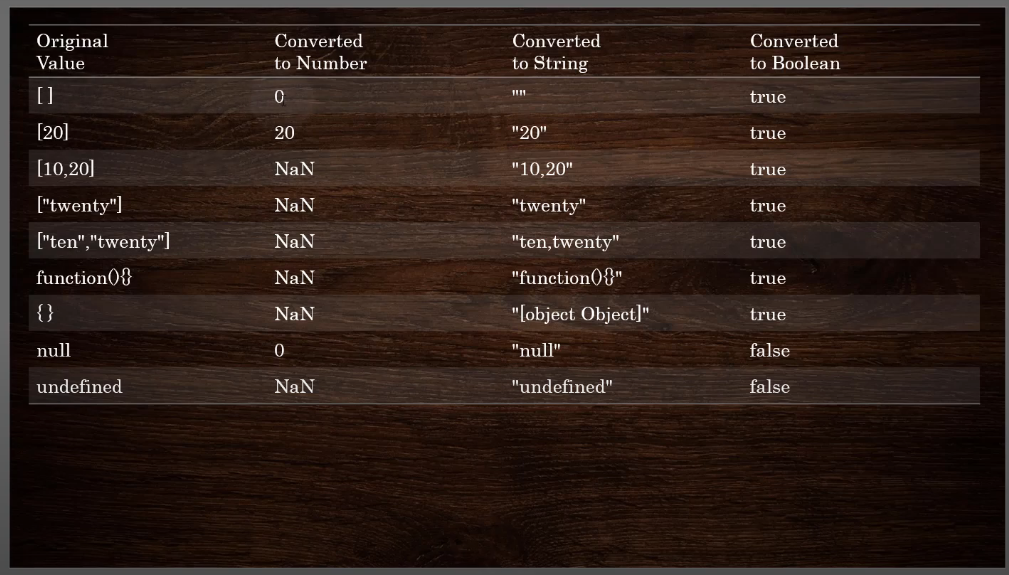 Original Value Converted to Number Converted to String Converted to Boolean
[ ] 0 "" true
[20] 20 "20" true
[10,20] NaN "10,20" true
["twenty"] NaN "twenty" true
["ten","twenty"] NaN "ten,twenty" true
function(){} NaN "function(){}" true
{ } NaN "[object Object]" true
null 0 "null" false
undefined NaN "undefined" false